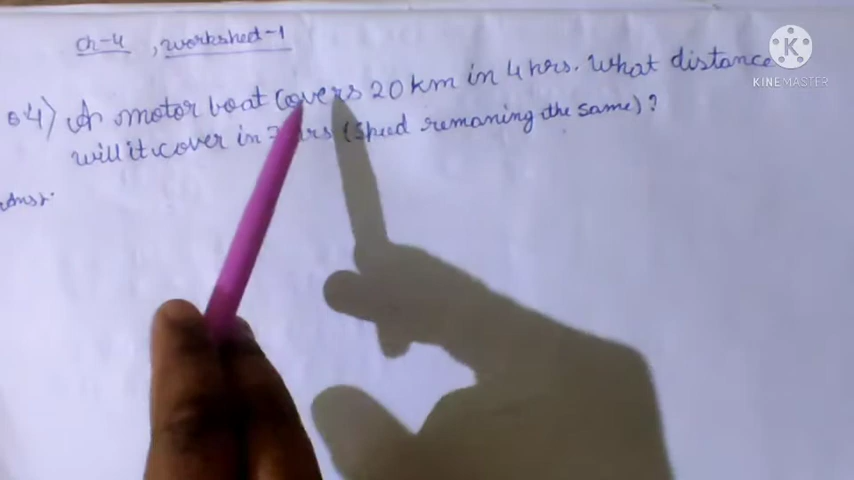 Ch-4 , worksheet-1
Q4) A motor boat covers 20 km in 4 hrs. What distance
will it cover in hrs (speed remaning the same) ?
Ans:-
K
KINEMASTER